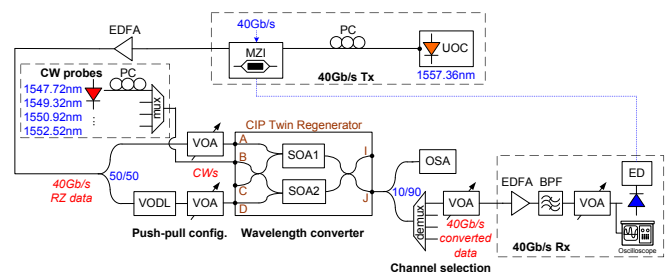 EDFA
40Gb/s
MZI
PC
UOC
40Gb/s Tx
1557.36nm
CW probes
PC
1547.72nm
1549.32nm
1550.92nm
1552.52nm
⋮
mux
CIP Twin Regenerator
VOA
A
B
C
D
SOA1
SOA2
I
J
50/50
CWs
40Gb/s
RZ data
VODL
VOA
Push-pull config.
Wavelength converter
OSA
10/90
demux
VOA
40Gb/s
converted
data
Channel selection
EDFA
BPF
VOA
ED
Oscilloscope
40Gb/s Rx